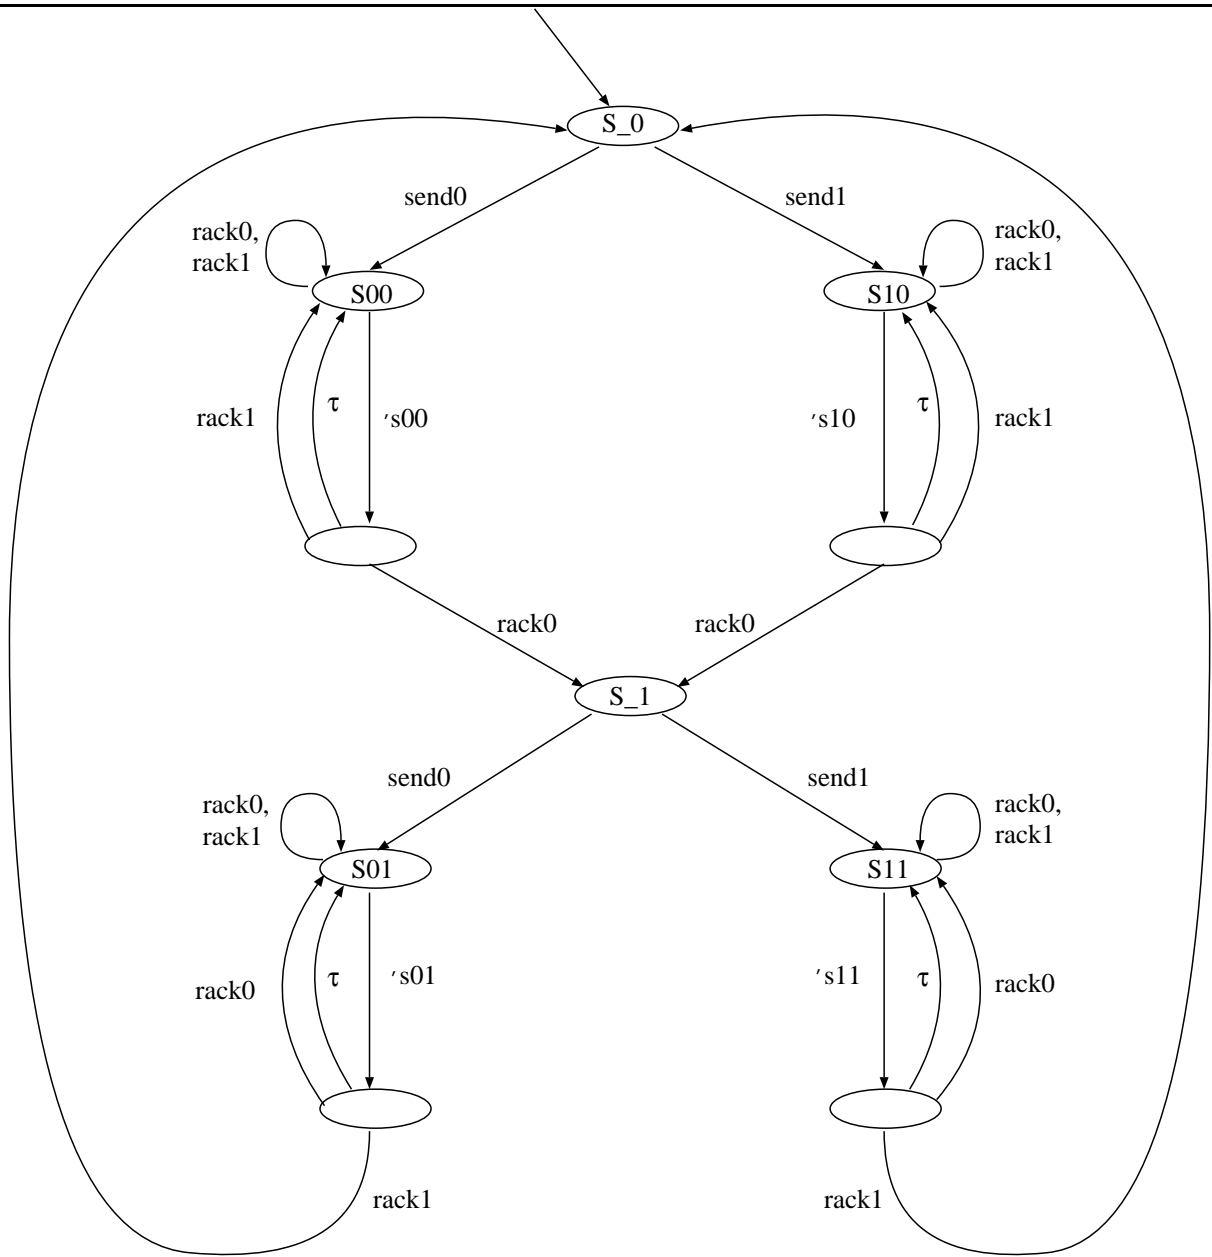 S_0
send0
send1
rack0,
rack1
rack0,
rack1
S00
S10
rack1
τ
's00
's10
τ
rack1
rack0
rack0
S_1
send0
send1
rack0,
rack1
rack0,
rack1
S01
S11
rack0
τ
's01
's11
τ
rack0
rack1
rack1